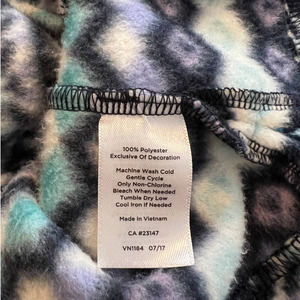 100% Polyester
Exclusive Of Decoration
Machine Wash Cold
Gentle Cycle
Only Non-Chlorine
Bleach When Needed
Tumble Dry Low
Cool Iron If Needed
Made in Vietnam
CA #23147
VN1184 07/17